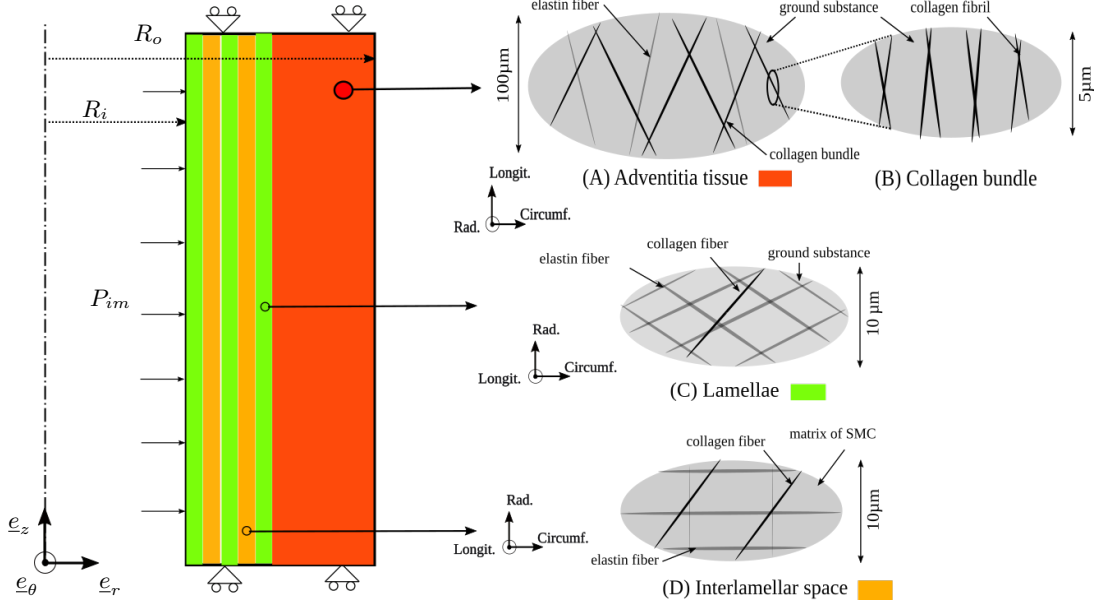 R_o
R_i
P_{im}
e_z
e_θ
e_r
elastin fiber
ground substance
collagen fibril
100μm
5μm
collagen bundle
(A) Adventitia tissue
(B) Collagen bundle
Longit.
Rad.
Circumf.
collagen fiber
elastin fiber
ground substance
10 μm
Rad.
Longit.
Circumf.
(C) Lamellae
matrix of SMC
collagen fiber
10μm
Rad.
Longit.
Circumf.
elastin fiber
(D) Interlamellar space